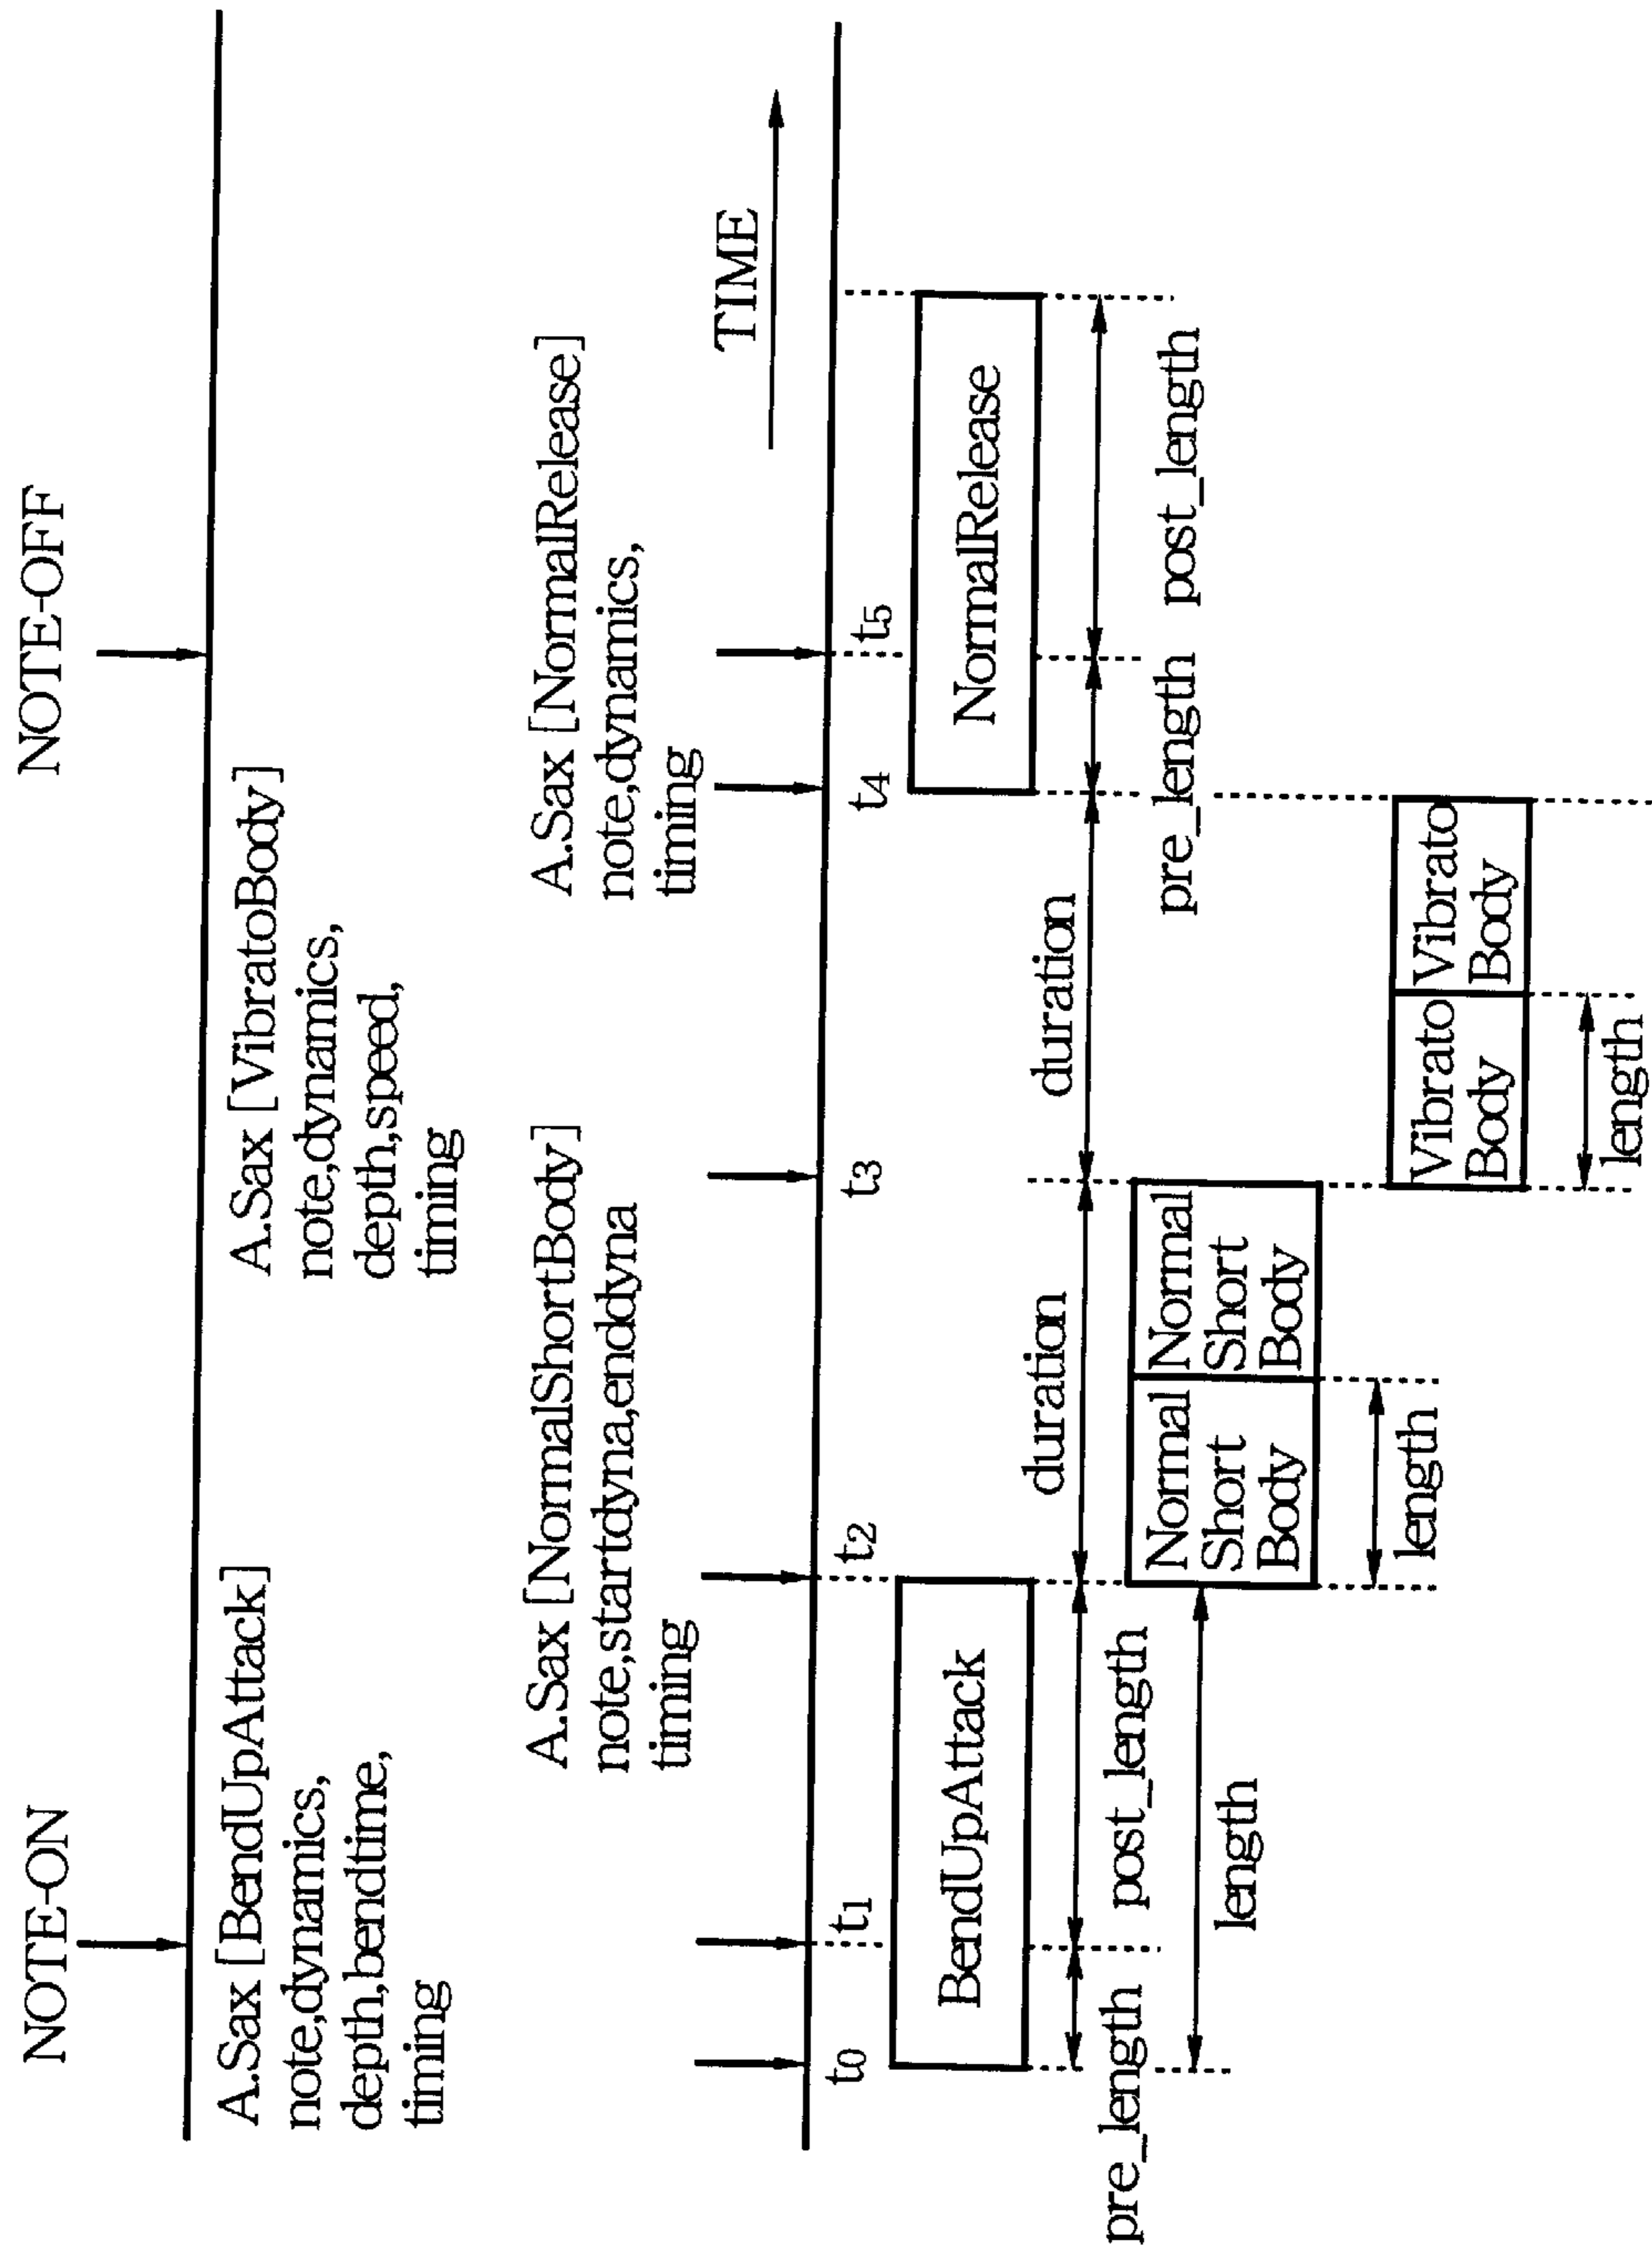 NOTE-ON
NOTE-OFF
A.Sax [BendUpAttack]
note,dynamics,
depth,bendtime,
timing
A.Sax [VibratoBody]
note,dynamics,
depth,speed,
timing
A.Sax [NormalShortBody]
note,startdyna,enddyna
timing
A.Sax [NormalRelease]
note,dynamics,
timing
TIME
t0
t1
t2
t3
t4
t5
BendUpAttack
NormalRelease
duration
duration
pre_length
post_length
pre_length
post_length
length
Normal
Short
Body
Normal
Short
Body
length
Vibrato
Body
Vibrato
Body
length